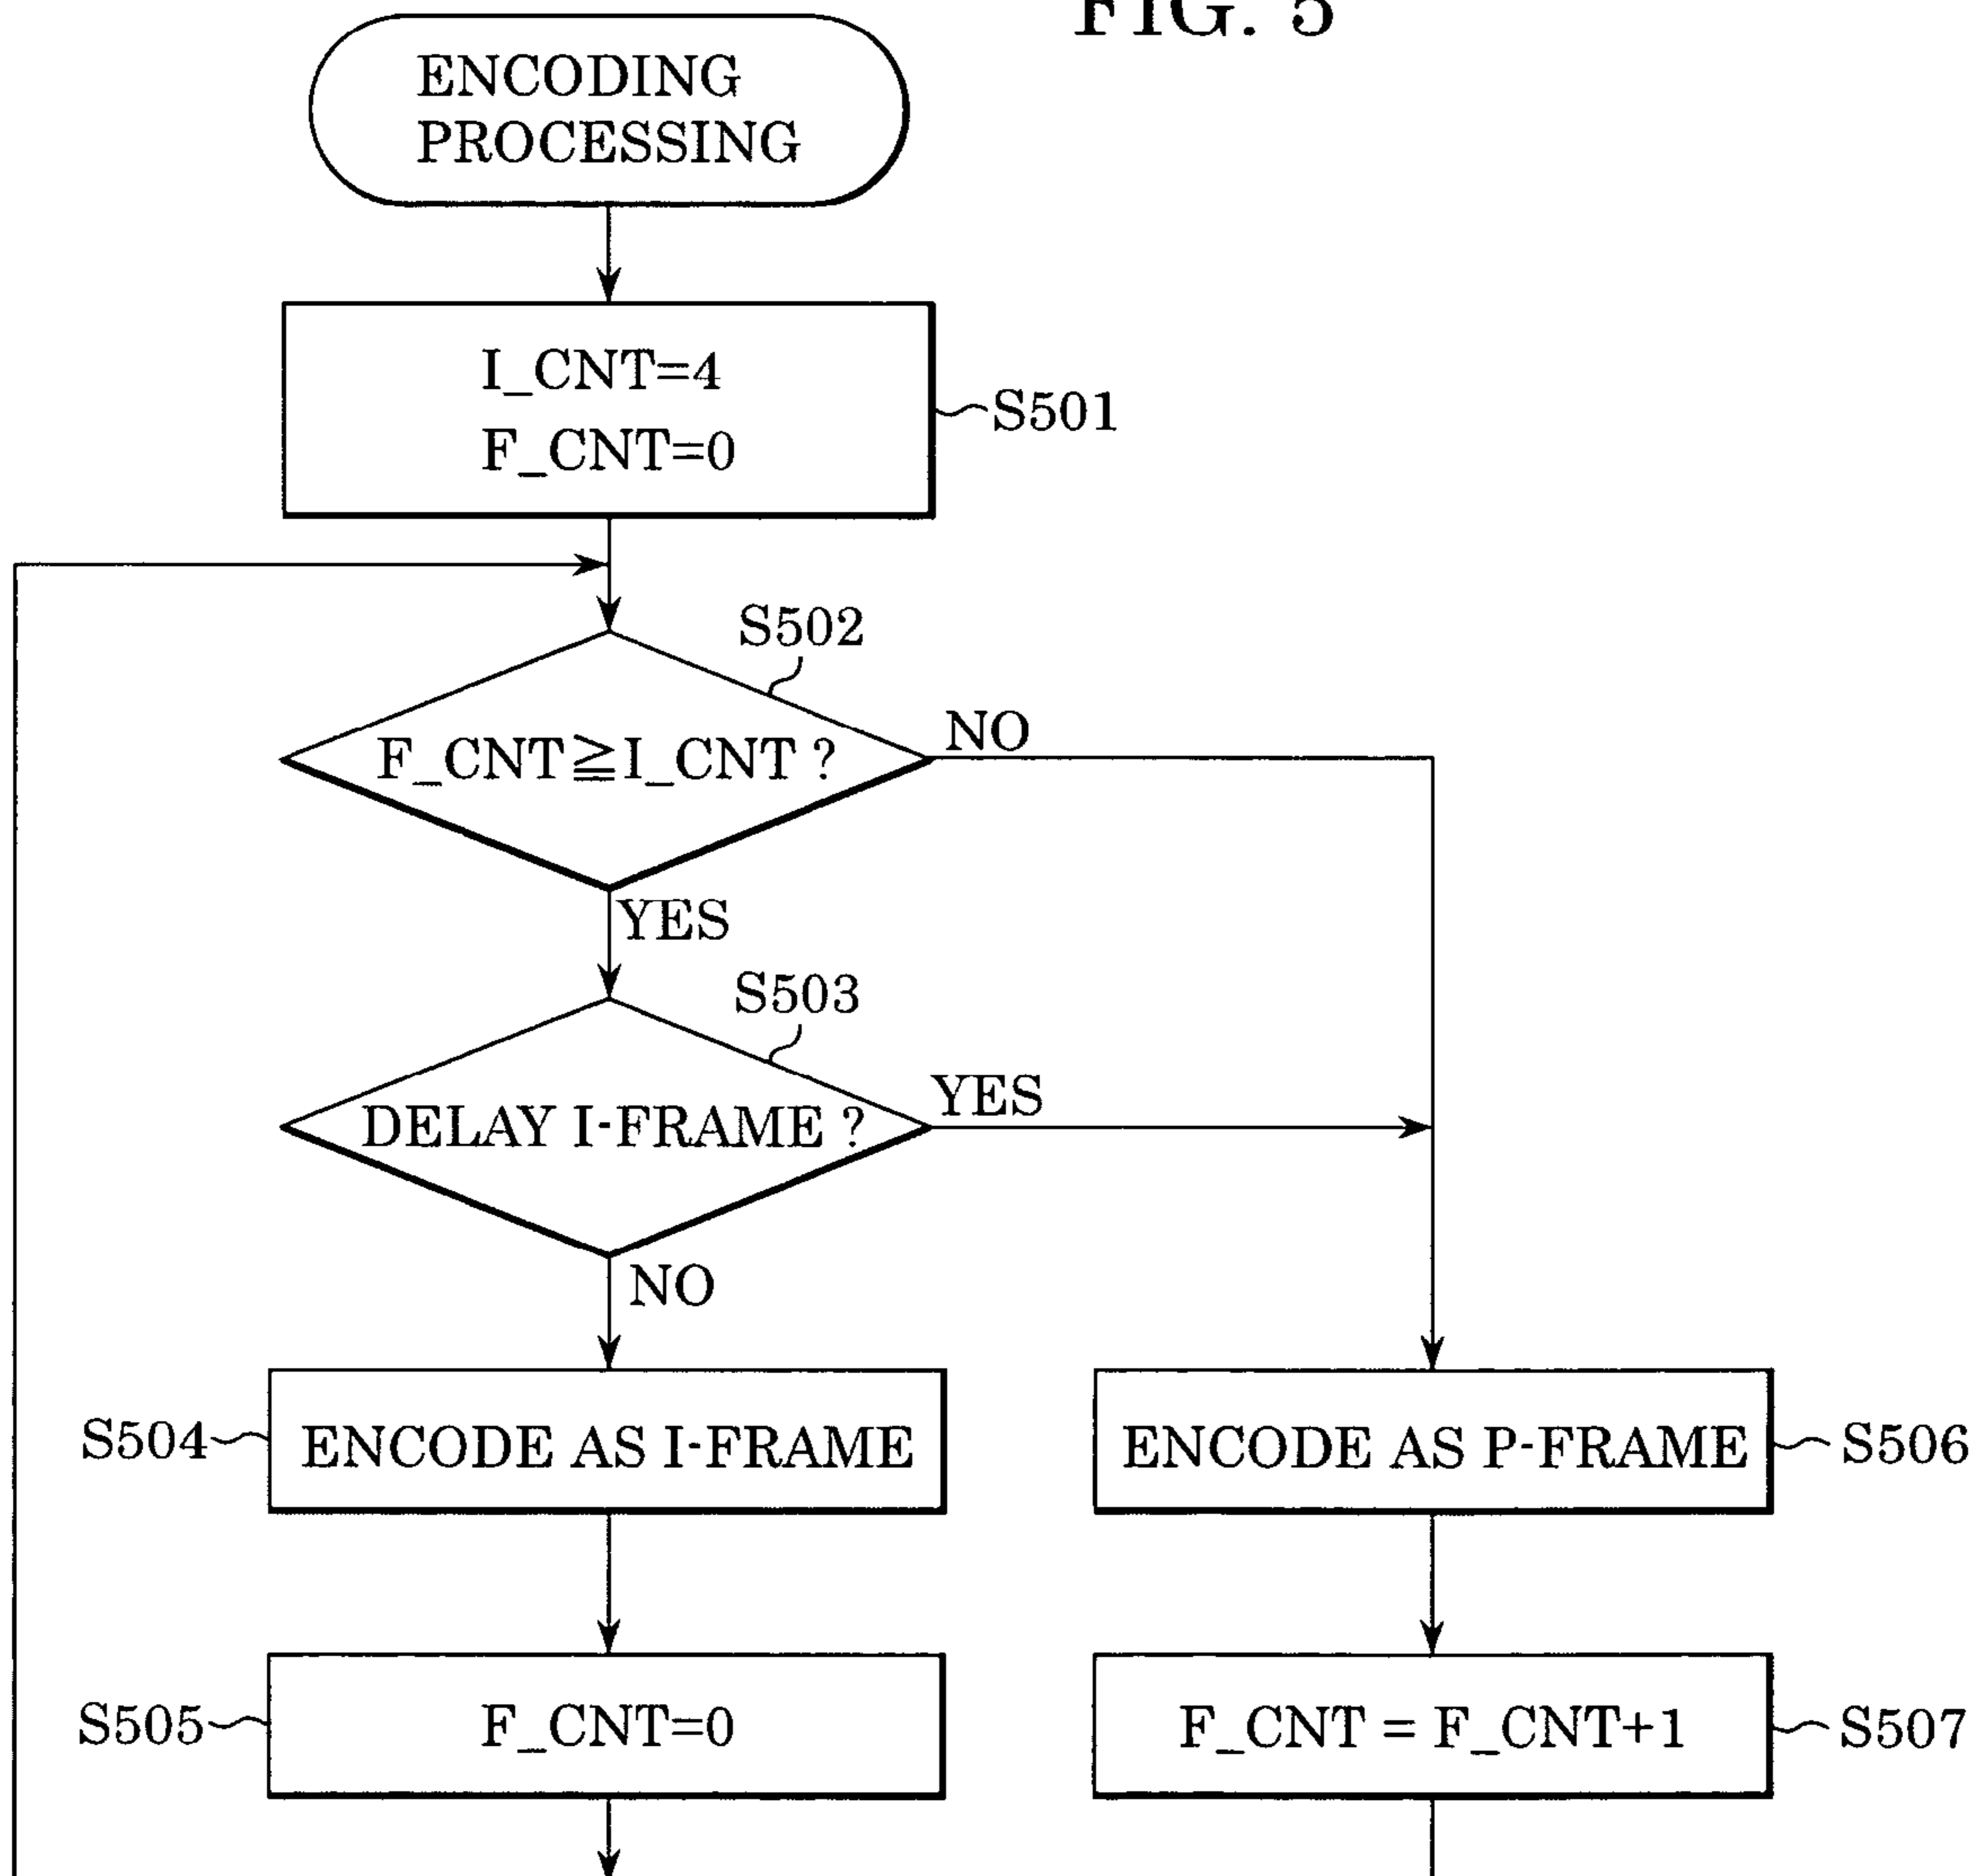 FIG. 5
ENCODING
PROCESSING
I_CNT=4
F_CNT=0
S501
S502
F_CNT≧I_CNT ?
NO
YES
S503
DELAY I-FRAME ?
YES
NO
S504
ENCODE AS I-FRAME
ENCODE AS P-FRAME
S506
S505
F_CNT=0
F_CNT = F_CNT+1
S507